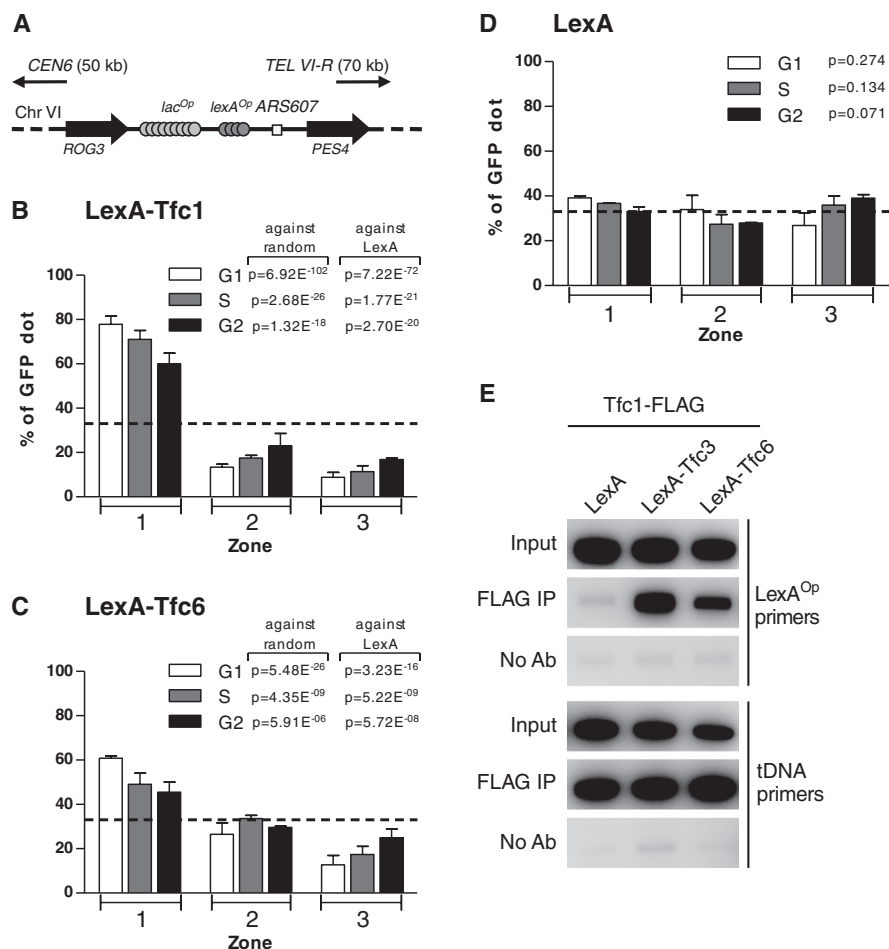 A
CEN6 (50 kb)
TEL VI-R (70 kb)
Chr VI
lacOp
lexAOp ARS607
ROG3
PES4
B
LexA-Tfc1
against random
against LexA
G1 p=6.92E-102 p=7.22E-72
S p=2.68E-26 p=1.77E-21
G2 p=1.32E-18 p=2.70E-20
% of GFP dot
100
80
60
40
20
0
1 2 3
Zone
C
LexA-Tfc6
against random
against LexA
G1 p=5.48E-26 p=3.23E-16
S p=4.35E-09 p=5.22E-09
G2 p=5.91E-06 p=5.72E-08
% of GFP dot
100
80
60
40
20
0
1 2 3
Zone
D
LexA
G1 p=0.274
S p=0.134
G2 p=0.071
% of GFP dot
100
80
60
40
20
0
1 2 3
Zone
E
Tfc1-FLAG
LexA
LexA-Tfc3
LexA-Tfc6
Input
FLAG IP
No Ab
LexAOp
primers
Input
FLAG IP
No Ab
tDNA
primers